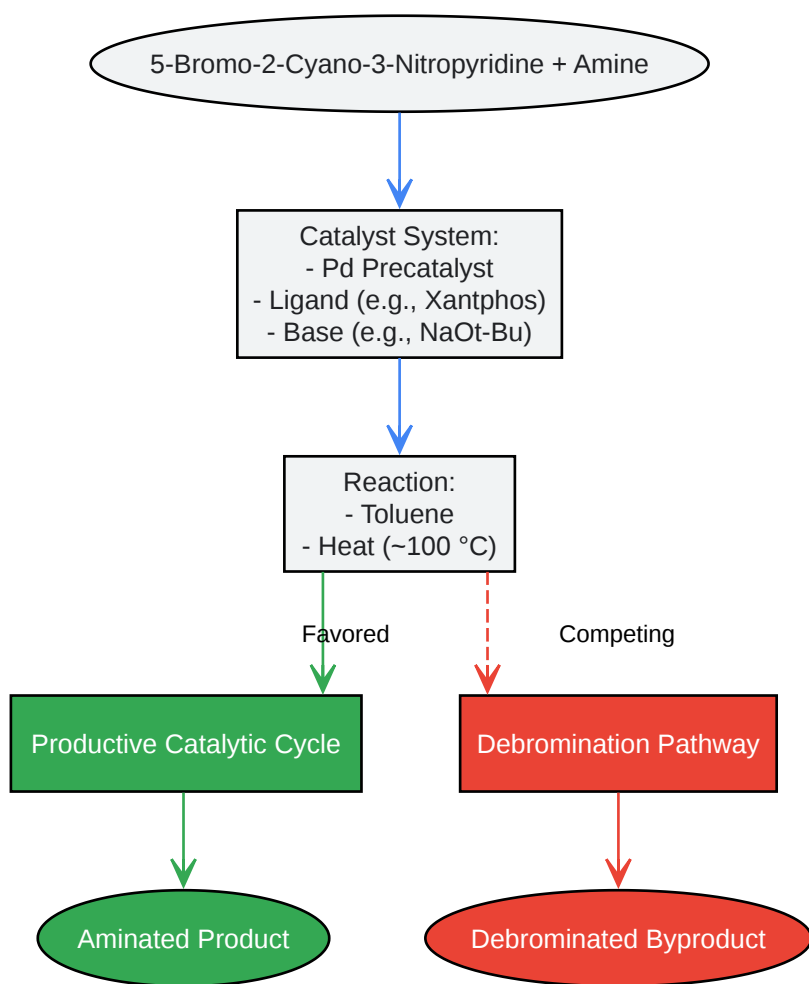 5-Bromo-2-Cyano-3-Nitropyridine + Amine
Catalyst System:
- Pd Precatalyst
- Ligand (e.g., Xantphos)
- Base (e.g., NaOt-Bu)
Reaction:
- Toluene
- Heat (~100 °C)
Favored
Competing
Productive Catalytic Cycle
Debromination Pathway
Aminated Product
Debrominated Byproduct